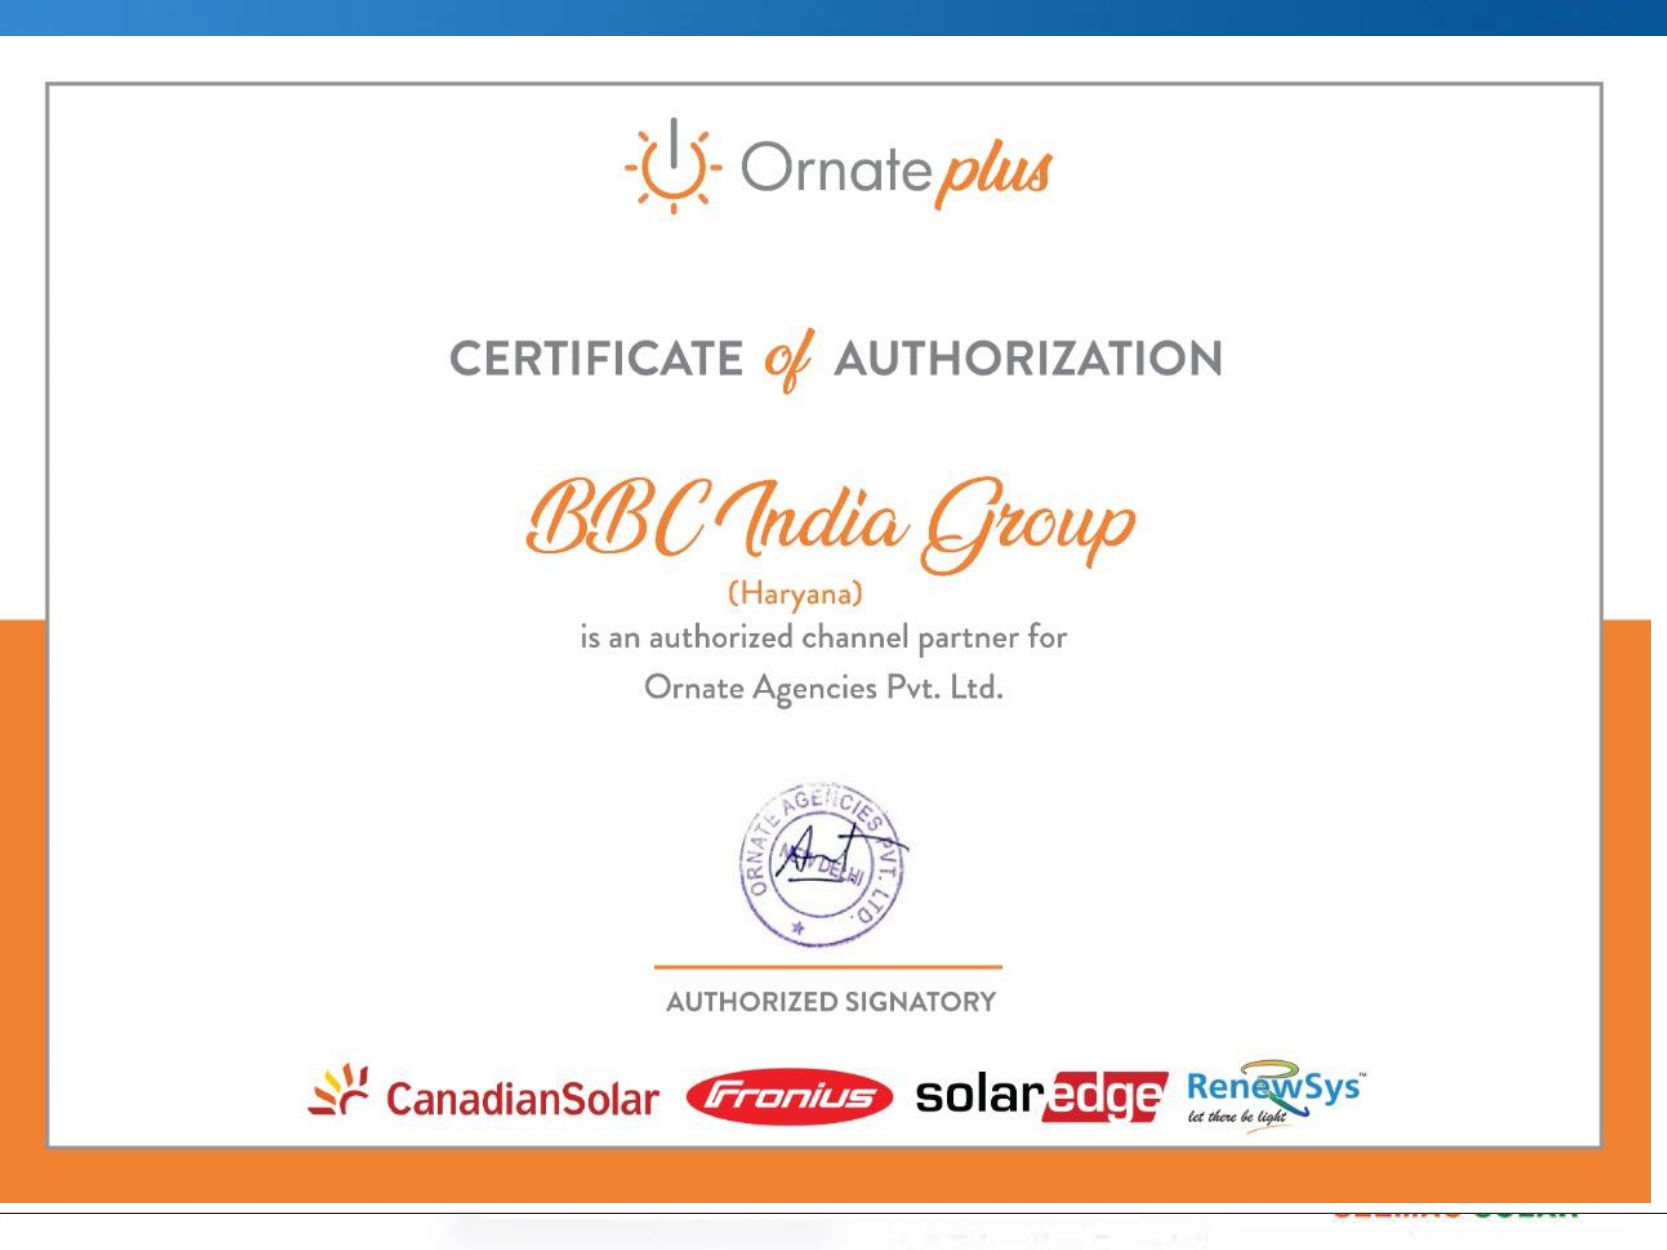 Ornate plus
CERTIFICATE of AUTHORIZATION
BBC India Group
(Haryana)
is an authorized channel partner for
Ornate Agencies Pvt. Ltd.
ORNATE AGENCIES PVT. LTD.
NEW DELHI
AUTHORIZED SIGNATORY
CanadianSolar Fronius solaredge RenewSys™
let there be light